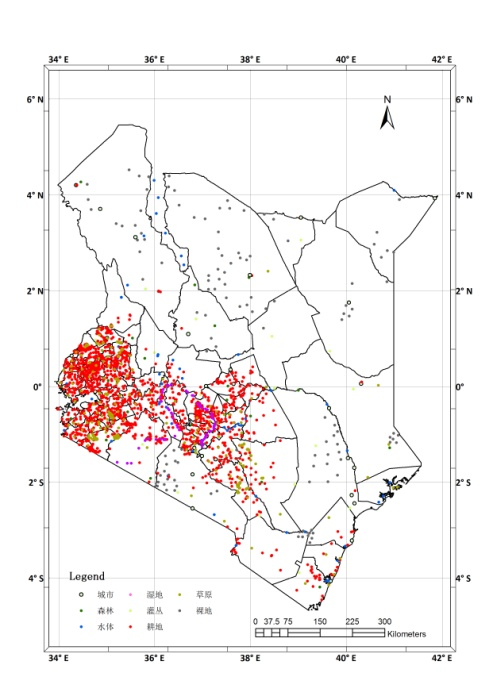 34° E 36° E 38° E 40° E 42° E
6° N 6° N
N
4° N 4° N
2° N 2° N
0° 0°
2° S 2° S
4° S 4° S
Legend
城市 湿地 草原
森林 灌丛 裸地
水体 耕地
0 37.5 75 150 225 300
Kilometers
34° E 36° E 38° E 40° E 42° E